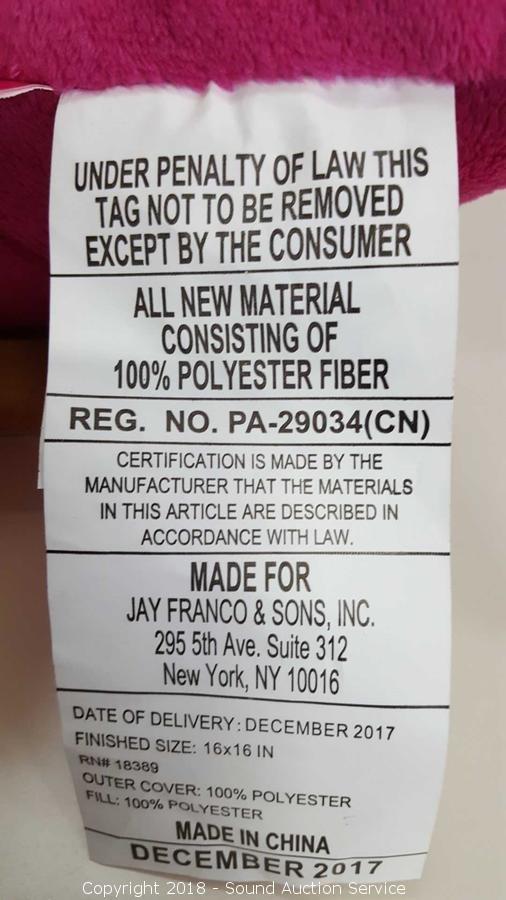 UNDER PENALTY OF LAW THIS
TAG NOT TO BE REMOVED
EXCEPT BY THE CONSUMER
ALL NEW MATERIAL
CONSISTING OF
100% POLYESTER FIBER
REG. NO. PA-29034(CN)
CERTIFICATION IS MADE BY THE
MANUFACTURER THAT THE MATERIALS
IN THIS ARTICLE ARE DESCRIBED IN
ACCORDANCE WITH LAW.
MADE FOR
JAY FRANCO & SONS, INC.
295 5th Ave. Suite 312
New York, NY 10016
DATE OF DELIVERY: DECEMBER 2017
FINISHED SIZE: 16x16 IN
RN# 18389
OUTER COVER: 100% POLYESTER
FILL: 100% POLYESTER
MADE IN CHINA
DECEMBER 2017
Copyright 2018 - Sound Auction Service